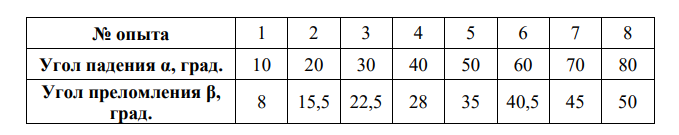 № опыта 1 2 3 4 5 6 7 8
Угол падения α, град. 10 20 30 40 50 60 70 80
Угол преломления β,
град. 8 15,5 22,5 28 35 40,5 45 50